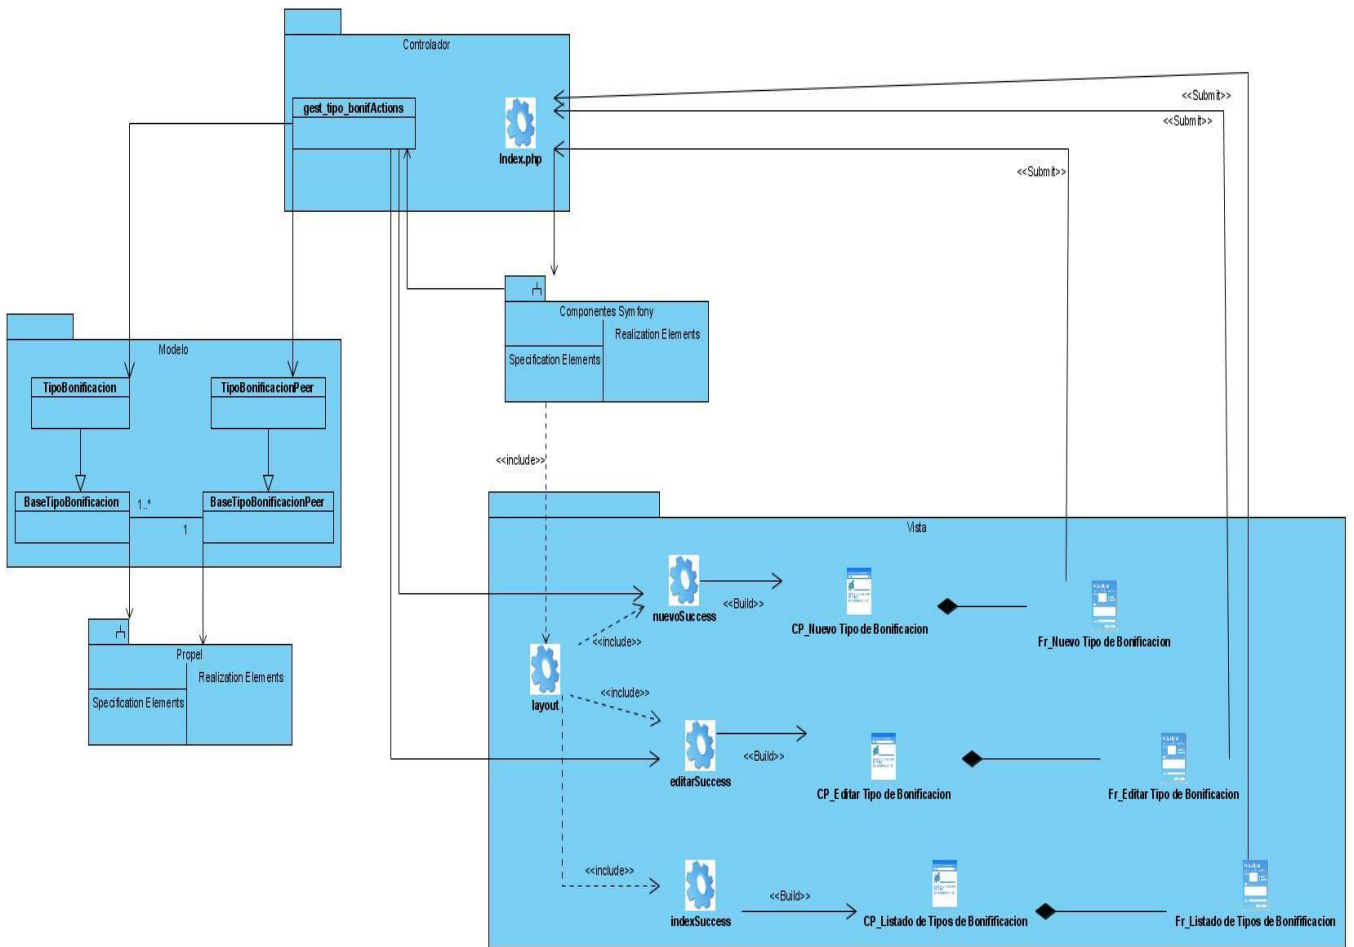 Controlador
gest_tipo_bonifActions
Index.php
<<Submit>>
<<Submit>>
<<Submit>>
Componentes Symfony
Realization Elements
Specification Elements
Modelo
TipoBonificacion
TipoBonificacionPeer
BaseTipoBonificacion
1..*
1
BaseTipoBonificacionPeer
Propel
Realization Elements
Specification Elements
<<include>>
Vista
nuevoSuccess
<<Build>>
CP_Nuevo Tipo de Bonificacion
Fr_Nuevo Tipo de Bonificacion
<<include>>
layout
<<include>>
editarSuccess
<<Build>>
CP_Editar Tipo de Bonificacion
Fr_Editar Tipo de Bonificacion
<<include>>
indexSuccess
<<Build>>
CP_Listado de Tipos de Bonifificacion
Fr_Listado de Tipos de Bonifificacion